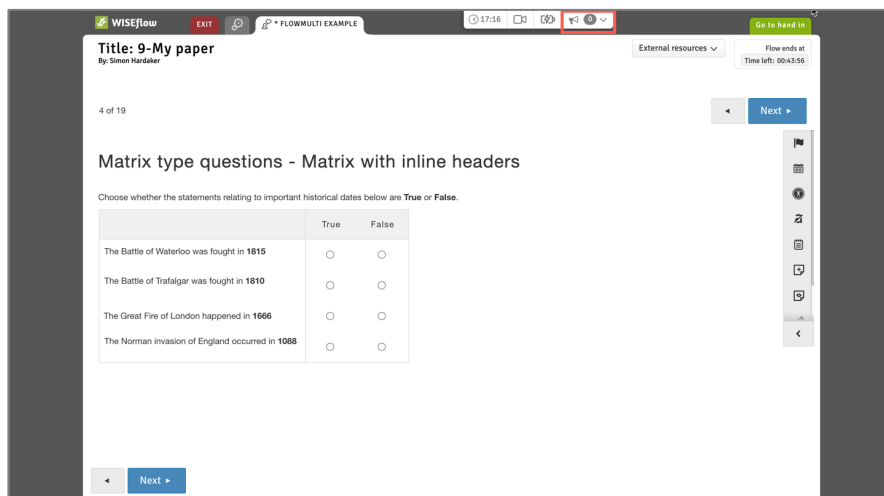 WISEflow EXIT * FLOWMULTI EXAMPLE 17:16 0 Go to hand in
Title: 9-My paper
By: Simon Hardaker
External resources
Flow ends at
Time left: 00:43:56
4 of 19
◄ Next ►
Matrix type questions - Matrix with inline headers
Choose whether the statements relating to important historical dates below are True or False.
True False
The Battle of Waterloo was fought in 1815
The Battle of Trafalgar was fought in 1810
The Great Fire of London happened in 1666
The Norman invasion of England occurred in 1088
◄ Next ►